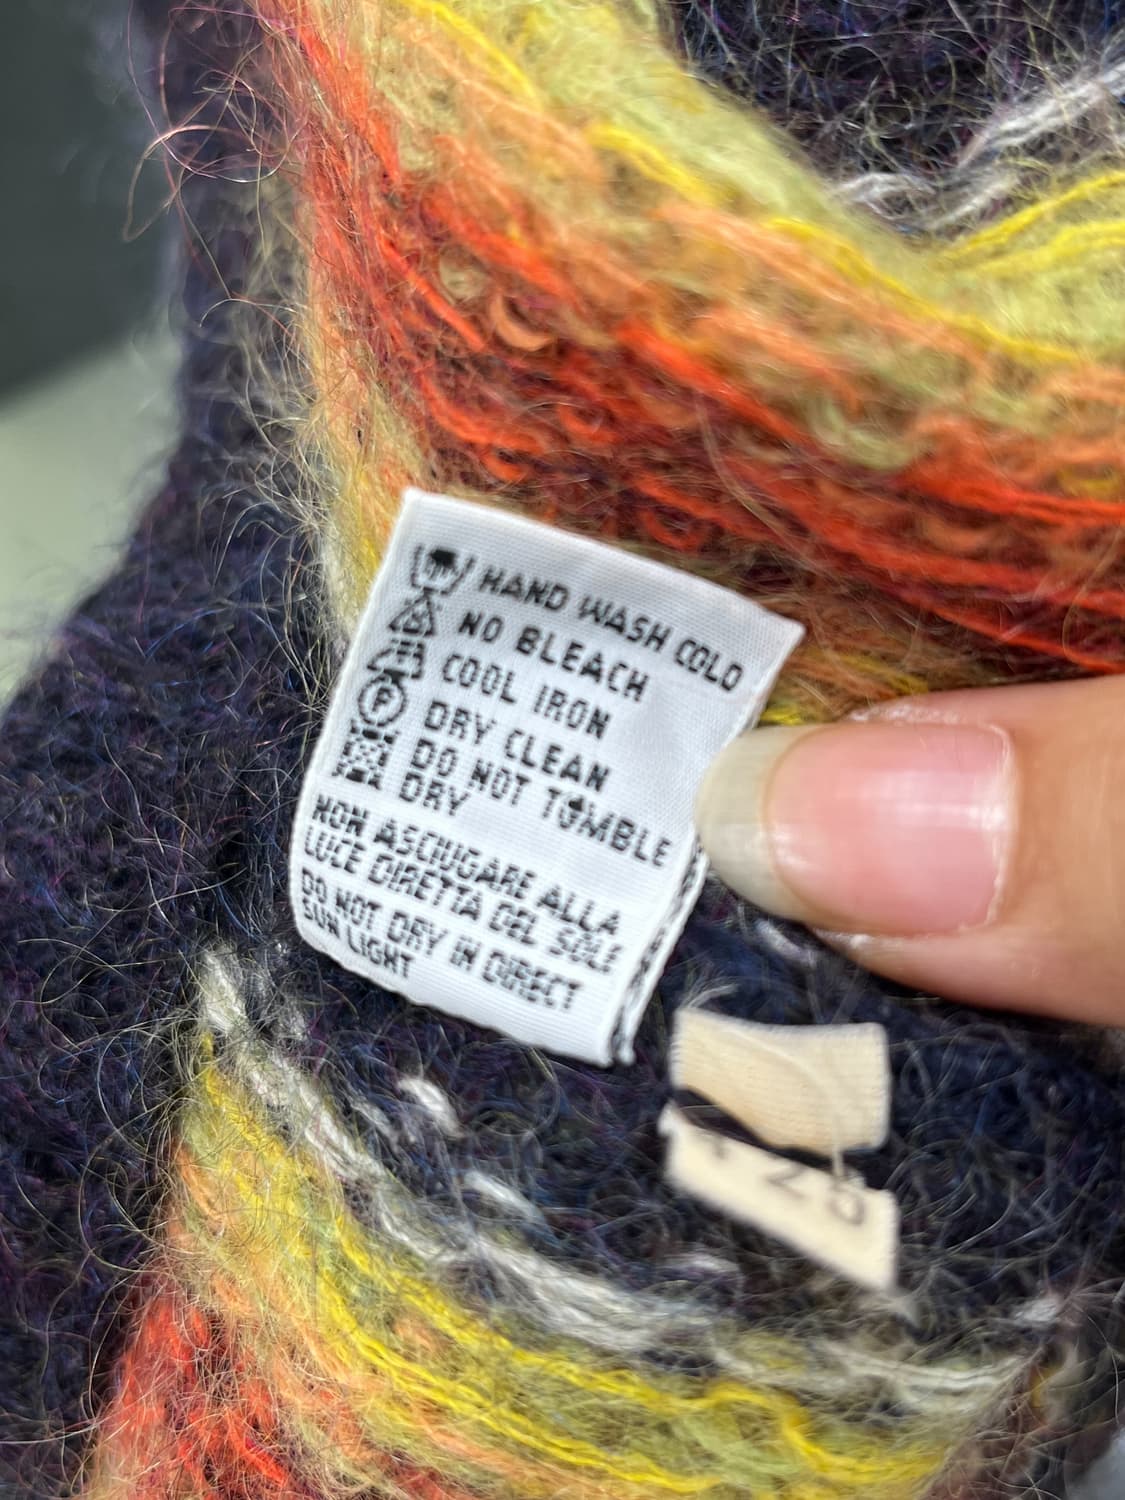 HAND WASH COLD
NO BLEACH
COOL IRON
P
DRY CLEAN
DO NOT TUMBLE
DRY
NON ASCIUGARE ALLA
LUCE DIRETTA DEL SOLE
DO NOT DRY IN DIRECT
SUN LIGHT